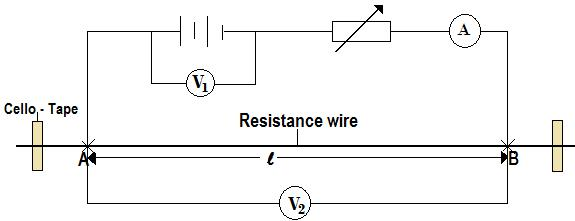 A
V1
Cello - Tape
Resistance wire
A
ℓ
B
V2